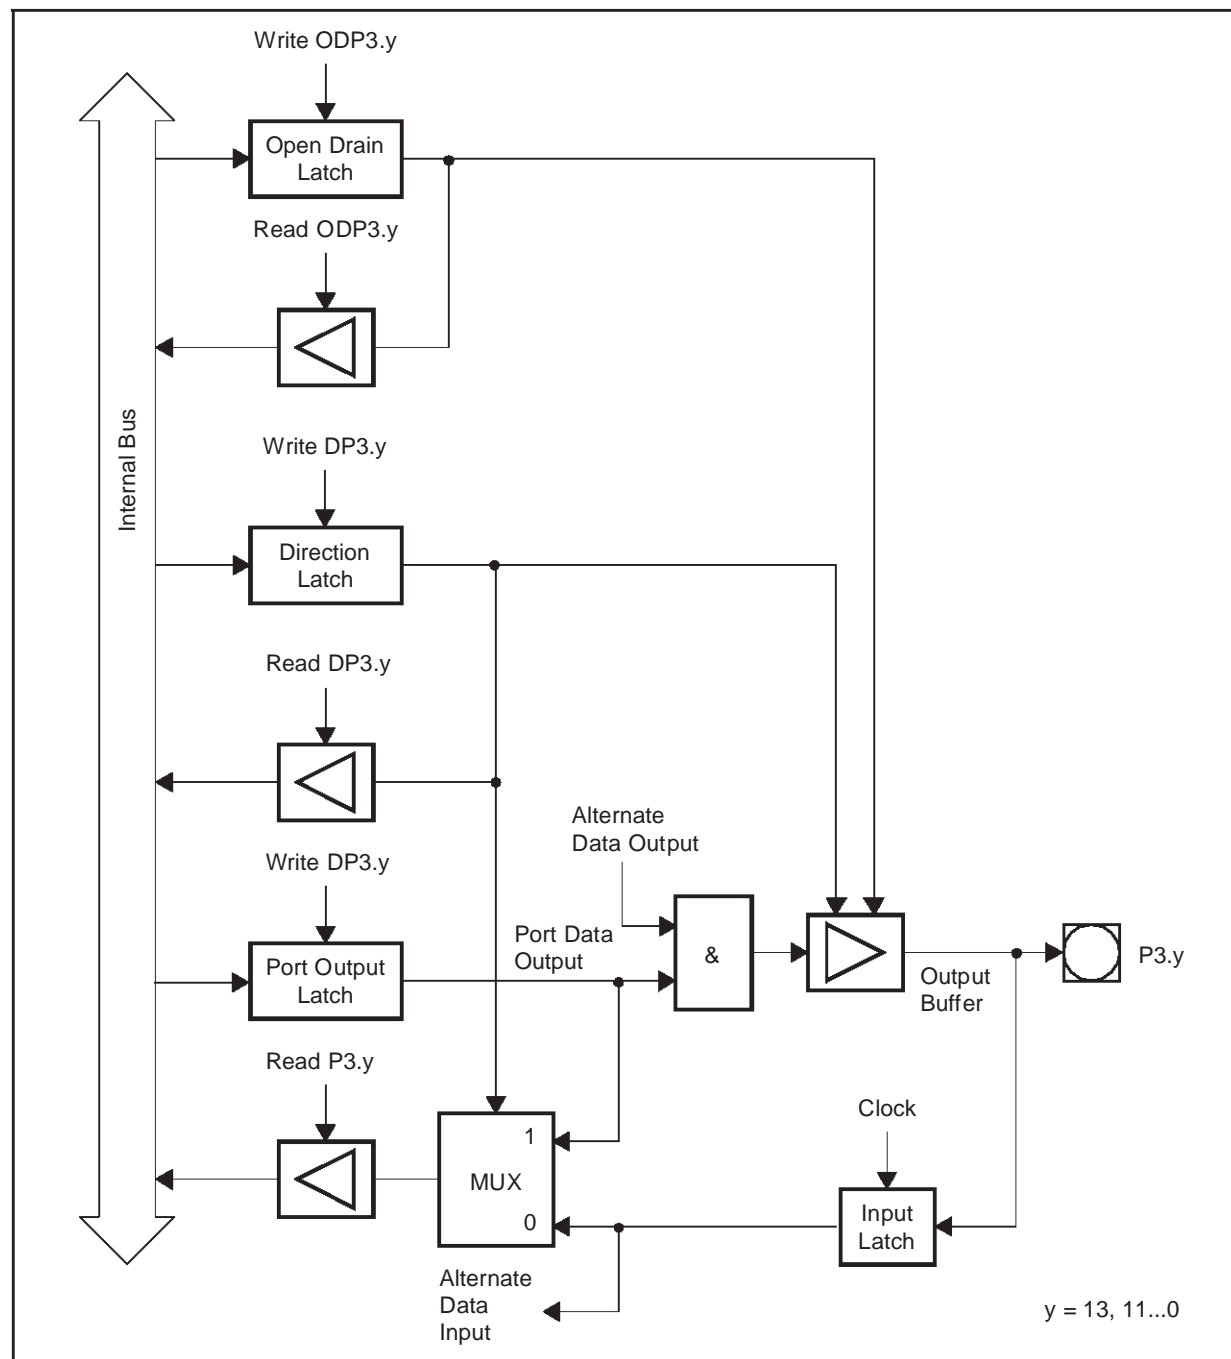 Write ODP3.y
Open Drain
Latch
Read ODP3.y
Internal Bus
Write DP3.y
Direction
Latch
Read DP3.y
Alternate
Data Output
Write DP3.y
Port Data
Output
Port Output
Latch
&
P3.y
Output
Buffer
Read P3.y
Clock
1
MUX
0
Input
Latch
Alternate
Data
Input
y = 13, 11...0